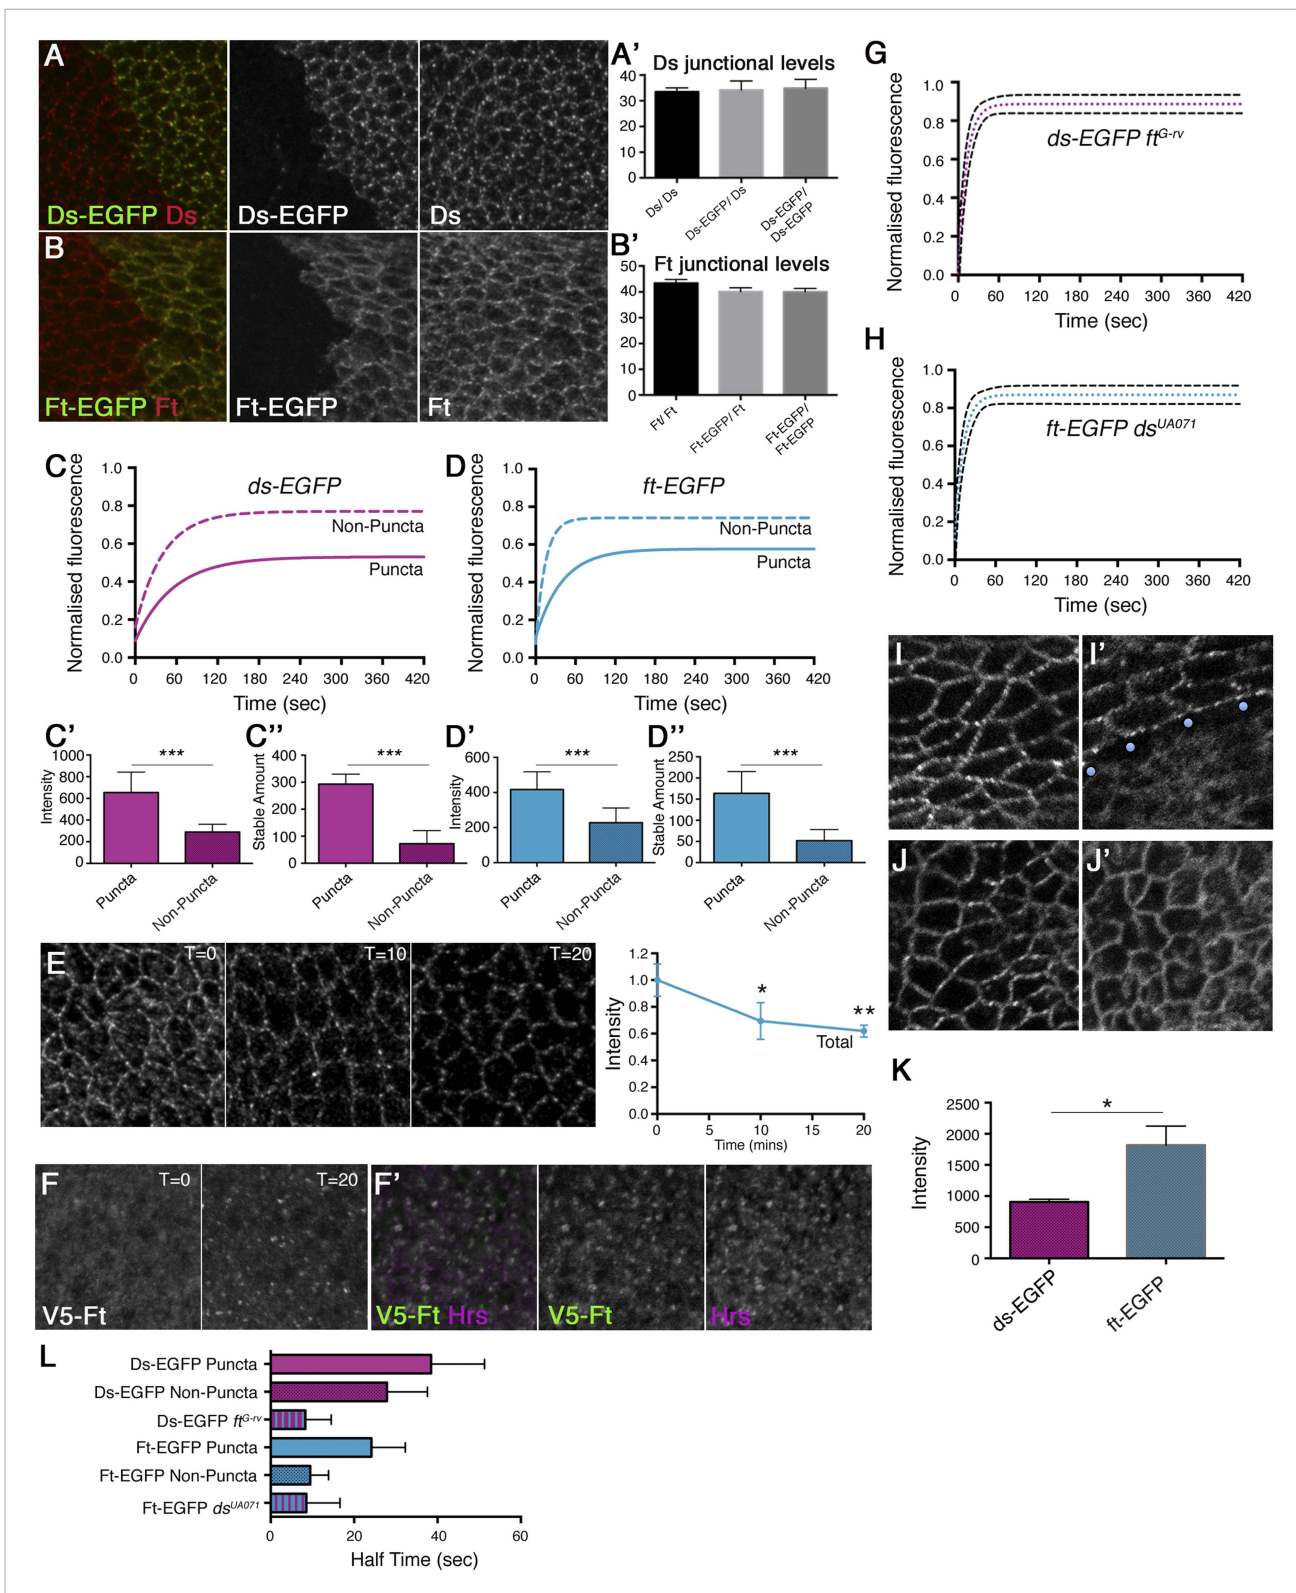 A
Ds-EGFP Ds
Ds-EGFP
Ds
B
Ft-EGFP Ft
Ft-EGFP
Ft
A'
Ds junctional levels
40
30
20
10
0
Ds/ Ds
Ds-EGFP/ Ds
Ds-EGFP/
Ds-EGFP
B'
Ft junctional levels
50
40
30
20
10
0
Ft/ Ft
Ft-EGFP/ Ft
Ft-EGFP/
Ft-EGFP
C
ds-EGFP
Normalised fluorescence
1.0
0.8
0.6
0.4
0.2
0.0
Non-Puncta
Puncta
0 60 120 180 240 300 360 420
Time (sec)
D
ft-EGFP
Normalised fluorescence
1.0
0.8
0.6
0.4
0.2
0.0
Non-Puncta
Puncta
0 60 120 180 240 300 360 420
Time (sec)
C'
***
Intensity
1000
800
600
400
200
0
Puncta
Non-Puncta
C''
***
Stable Amount
400
300
200
100
0
Puncta
Non-Puncta
D'
***
Intensity
600
400
200
0
Puncta
Non-Puncta
D''
***
Stable Amount
250
200
150
100
50
0
Puncta
Non-Puncta
E
T=0
T=10
T=20
Intensity
1.2
1.0
0.8
0.6
0.4
0.2
0.0
*
**
Total
0 5 10 15 20
Time (mins)
F
T=0
T=20
V5-Ft
F'
V5-Ft Hrs
V5-Ft
Hrs
G
Normalised fluorescence
1.0
0.8
0.6
0.4
0.2
0.0
ds-EGFP ftG-rv
0 60 120 180 240 300 360 420
Time (sec)
H
Normalised fluorescence
1.0
0.8
0.6
0.4
0.2
0.0
ft-EGFP dsUA071
0 60 120 180 240 300 360 420
Time (sec)
I
I'
J
J'
K
*
Intensity
2500
2000
1500
1000
500
0
ds-EGFP
ft-EGFP
L
Ds-EGFP Puncta
Ds-EGFP Non-Puncta
Ds-EGFP ftG-rv
Ft-EGFP Puncta
Ft-EGFP Non-Puncta
Ft-EGFP dsUA071
0 20 40 60
Half Time (sec)